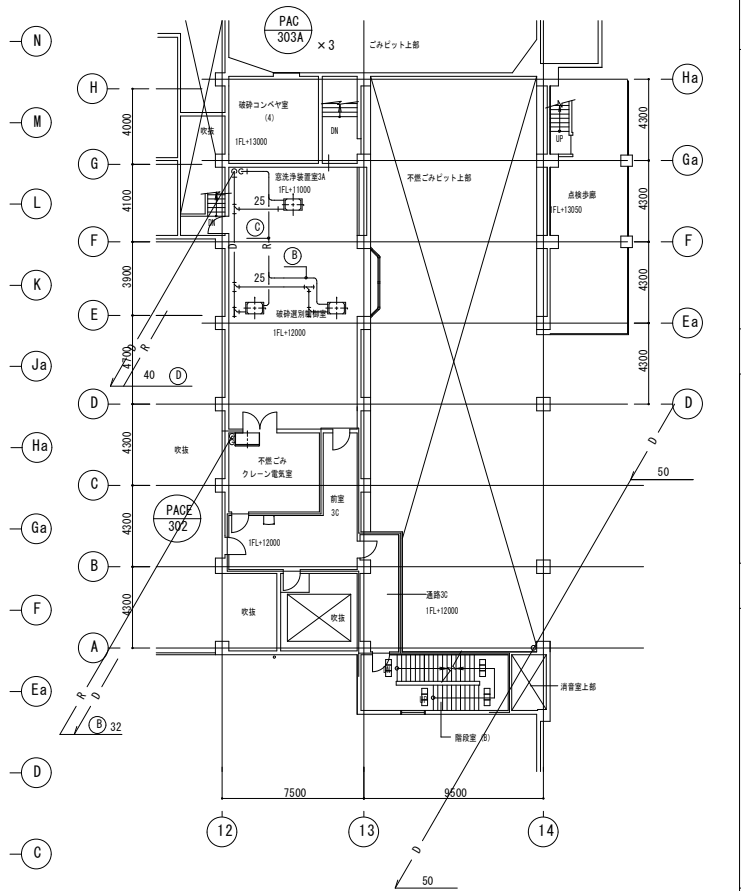 PAC
303A
×3
ごみピット上部
N
H
Ha
破砕コンベヤ室
(4)
1FL+13000
DN
吹抜
UP
M
4000
4300
G
Ga
窓洗浄装置室3A
1FL+11000
不燃ごみピット上部
点検歩廊
1FL+13050
L
4100
25
DN
4300
C
D
R
F
F
B
K
3900
25
4300
E
破砕選別制御室
1FL+12000
Ea
Ja
4700
D
R
4300
40
D
D
D
Ha
4300
吹抜
不燃ごみ
クレーン電気室
D
50
C
前室
3C
PACE
302
Ga
4300
1FL+12000
B
F
4300
吹抜
吹抜
通路3C
1FL+12000
A
Ea
R
D
消音室上部
B
32
階段室 (B)
D
7500
9500
12
13
14
D
C
50